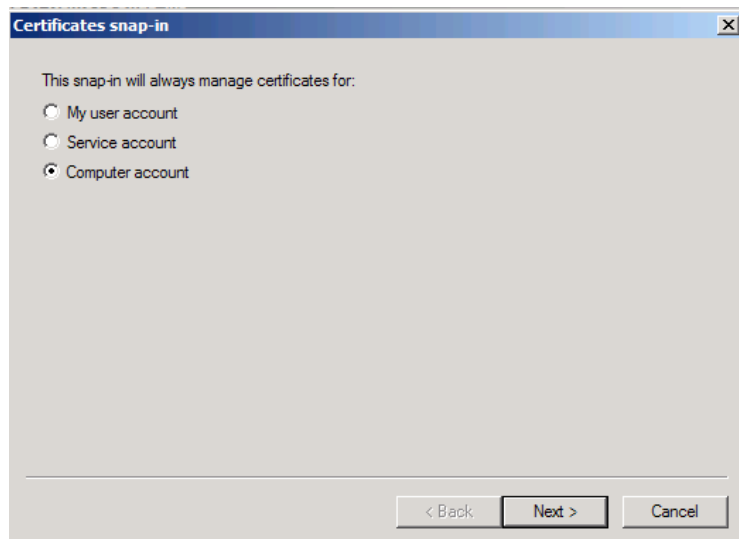 Certificates snap-in
This snap-in will always manage certificates for:
My user account
Service account
Computer account
< Back
Next >
Cancel